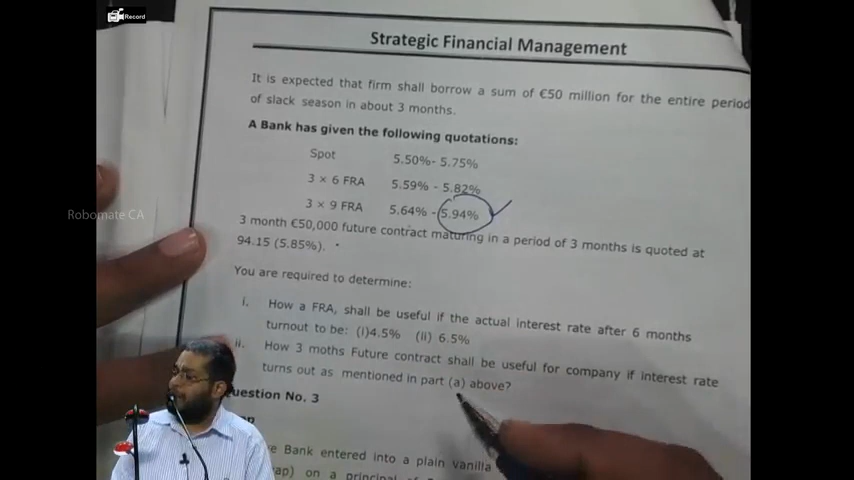 Record
Strategic Financial Management
It is expected that firm shall borrow a sum of €50 million for the entire period
of slack season in about 3 months.
A Bank has given the following quotations:
Spot 5.50%- 5.75%
3 × 6 FRA 5.59% - 5.82%
3 × 9 FRA 5.64% - 5.94%
3 month €50,000 future contract maturing in a period of 3 months is quoted at
94.15 (5.85%).
You are required to determine:
i. How a FRA, shall be useful if the actual interest rate after 6 months
turnout to be: (i)4.5% (ii) 6.5%
ii. How 3 moths Future contract shall be useful for company if interest rate
turns out as mentioned in part (a) above?
Question No. 3
e Bank entered into a plain vanilla
ap) on a principal of
Robomate CA